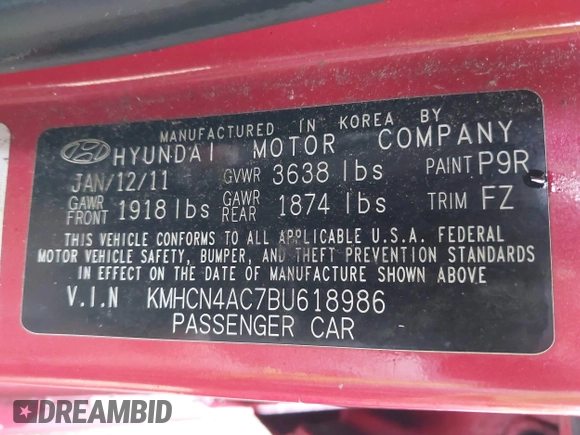 MANUFACTURED IN KOREA BY
HYUNDAI MOTOR COMPANY
JAN/12/11 GVWR 3638 lbs PAINT P9R
GAWR FRONT 1918 lbs GAWR REAR 1874 lbs TRIM FZ
THIS VEHICLE CONFORMS TO ALL APPLICABLE U.S.A. FEDERAL
MOTOR VEHICLE SAFETY, BUMPER, AND THEFT PREVENTION STANDARDS
IN EFFECT ON THE DATE OF MANUFACTURE SHOWN ABOVE.
V.I.N KMHCN4AC7BU618986
PASSENGER CAR
DREAMBID